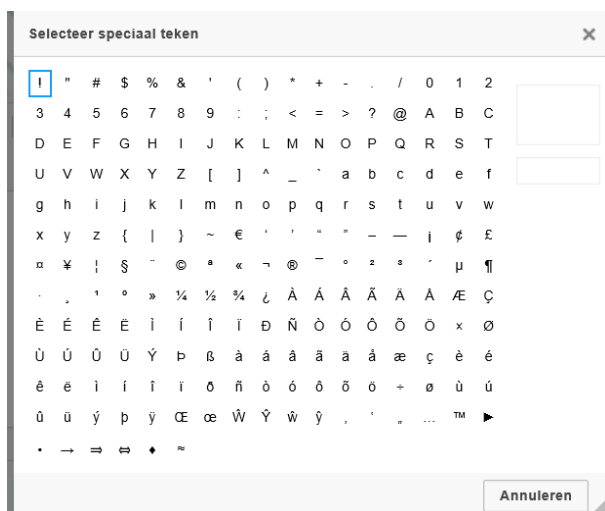 Selecteer speciaal teken ×
! " # $ % & ' ( ) * + - . / 0 1 2
3 4 5 6 7 8 9 : ; < = > ? @ A B C
D E F G H I J K L M N O P Q R S T
U V W X Y Z [ ] ^ _ ` a b c d e f
g h i j k l m n o p q r s t u v w
x y z { | } ~ € ‘ ’ “ ” – — ¡ ¢ £
¤ ¥ ¦ § ¨ © ª « ¬ ® ¯ ° ² ³ ´ µ ¶
· ¸ ¹ º » ¼ ½ ¾ ¿ À Á Â Ã Ä Å Æ Ç
È É Ê Ë Ì Í Î Ï Ð Ñ Ò Ó Ô Õ Ö × Ø
Ù Ú Û Ü Ý Þ ß à á â ã ä å æ ç è é
ê ë ì í î ï ð ñ ò ó ô õ ö ÷ ø ù ú
û ü ý þ ÿ Œ œ Ŵ Ŷ ŵ ŷ ‚ ‛ „ … ™ ►
• → ⇒ ⇔ ♦ ≈
Annuleren